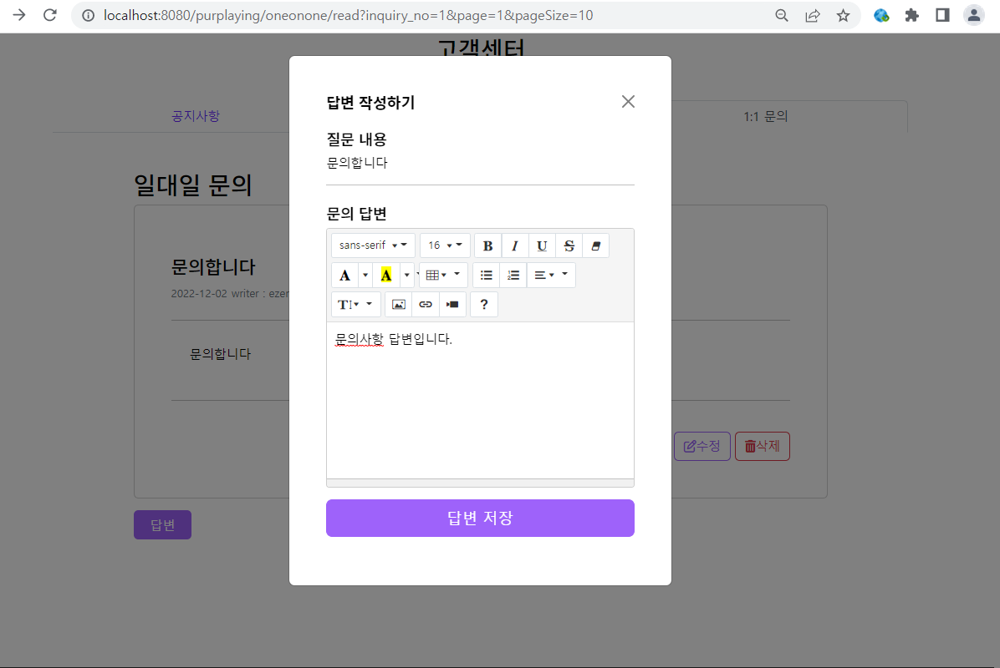 localhost:8080/purplaying/oneonone/read?inquiry_no=1&page=1&pageSize=10
고객센터
공지사항
1:1 문의
일대일 문의
문의합니다
2022-12-02 writer : ezer
문의합니다
수정 삭제
답변
답변 작성하기
질문 내용
문의합니다
문의 답변
sans-serif 16 B I U S
A A
TI ?
문의사항 답변입니다.
답변 저장